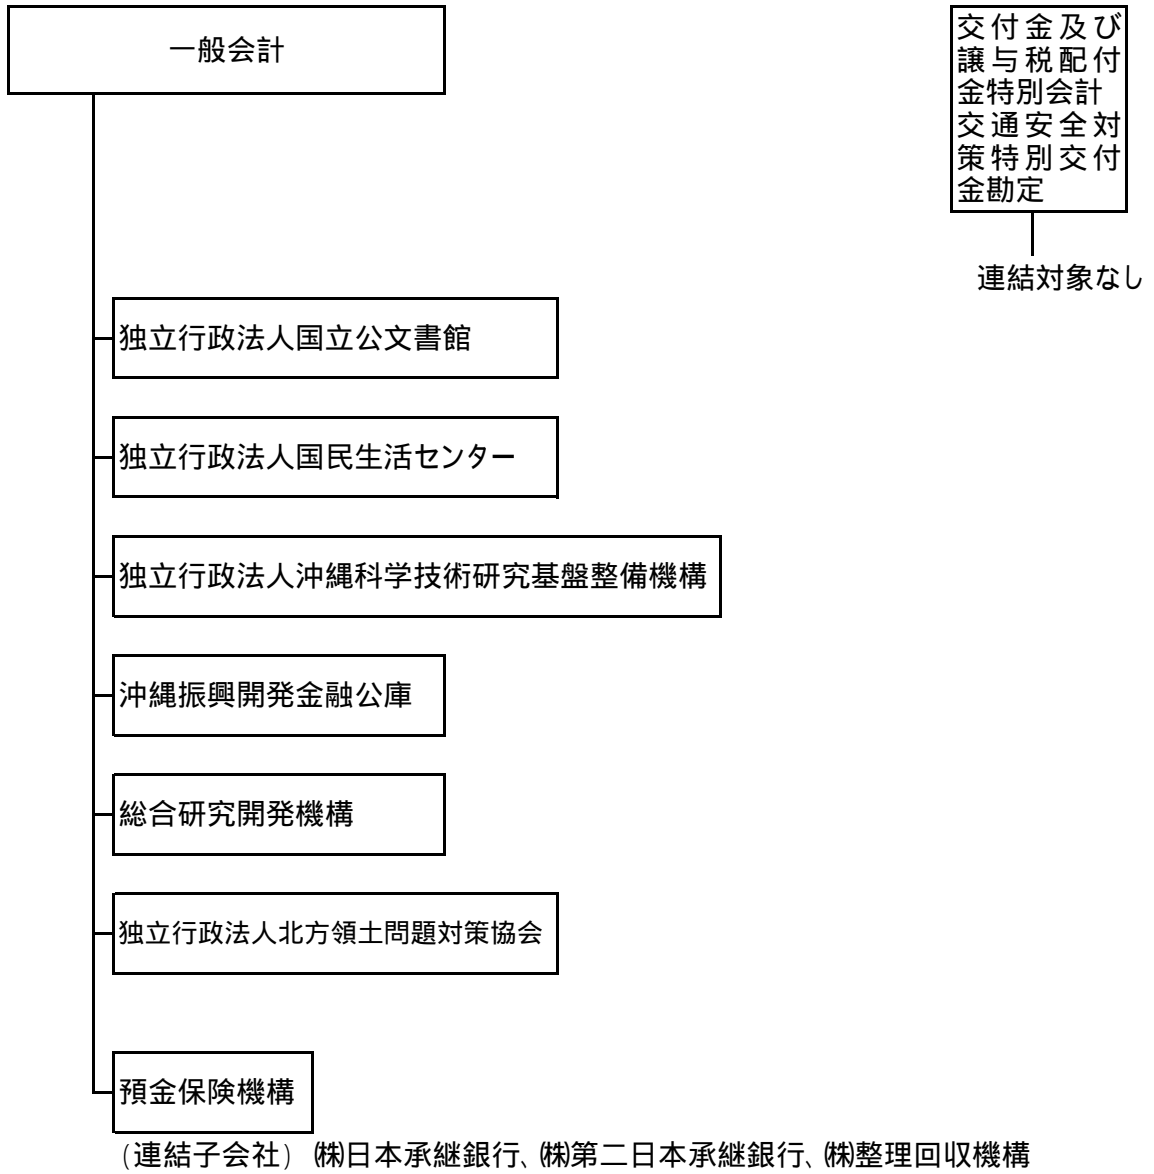 一般会計
交付金及び
譲与税配付
金特別会計
交通安全対
策特別交付
金勘定
連結対象なし
独立行政法人国立公文書館
独立行政法人国民生活センター
独立行政法人沖縄科学技術研究基盤整備機構
沖縄振興開発金融公庫
総合研究開発機構
独立行政法人北方領土問題対策協会
預金保険機構
(連結子会社) ㈱日本承継銀行、㈱第二日本承継銀行、㈱整理回収機構